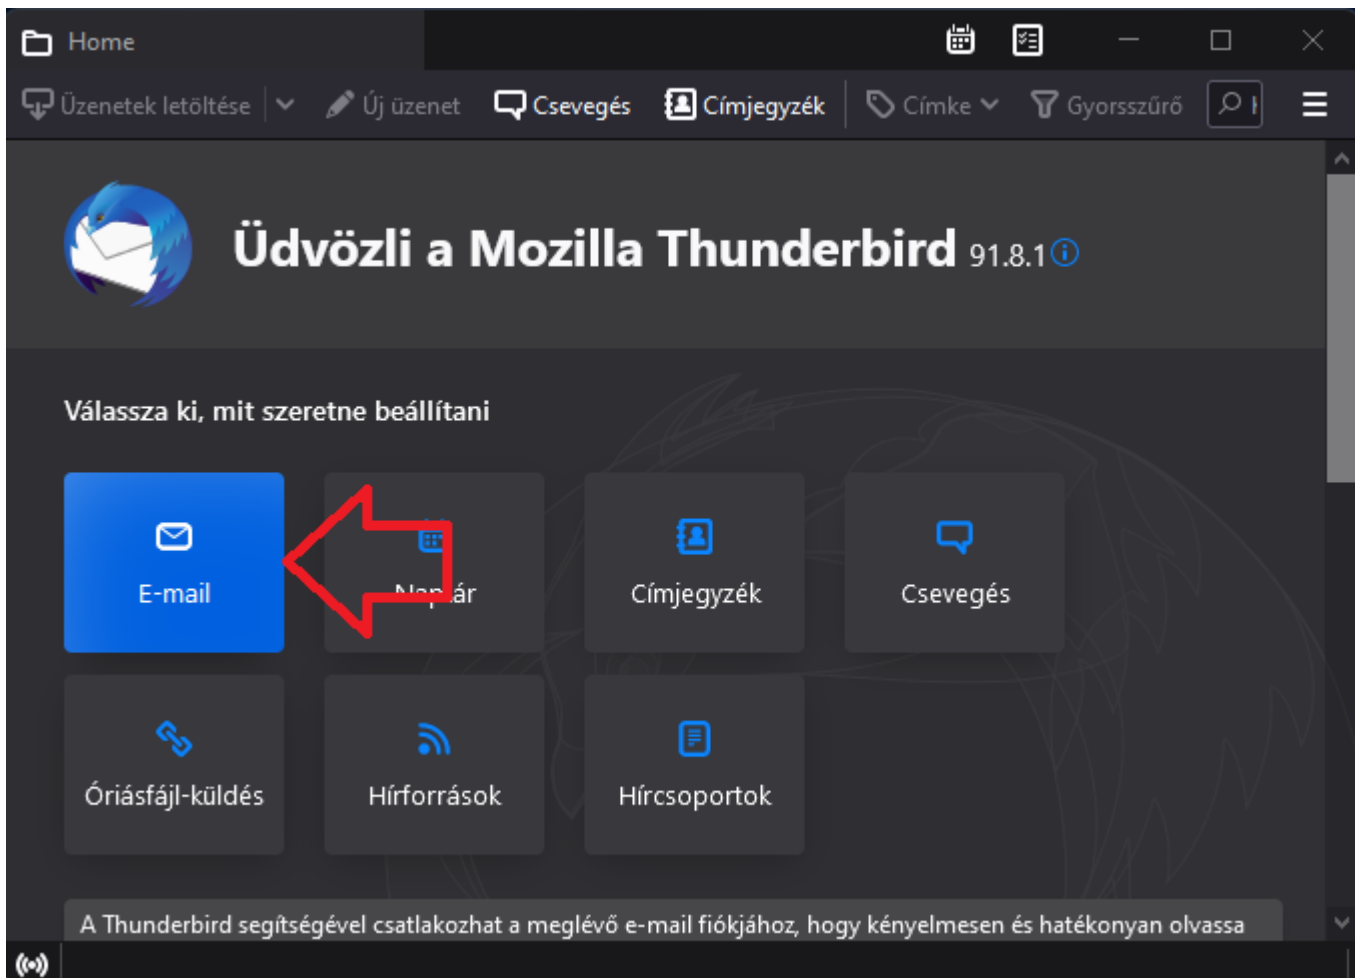 Home
Üzenetek letöltése Új üzenet Csevegés Címjegyzék Címke Gyorsszűrő
Üdvözli a Mozilla Thunderbird 91.8.1
Válassza ki, mit szeretne beállítani
E-mail Naptár Címjegyzék Csevegés
Óriásfájl-küldés Hírforrások Hírcsoportok
A Thunderbird segítségével csatlakozhat a meglévő e-mail fiókjához, hogy kényelmesen és hatékonyan olvassa